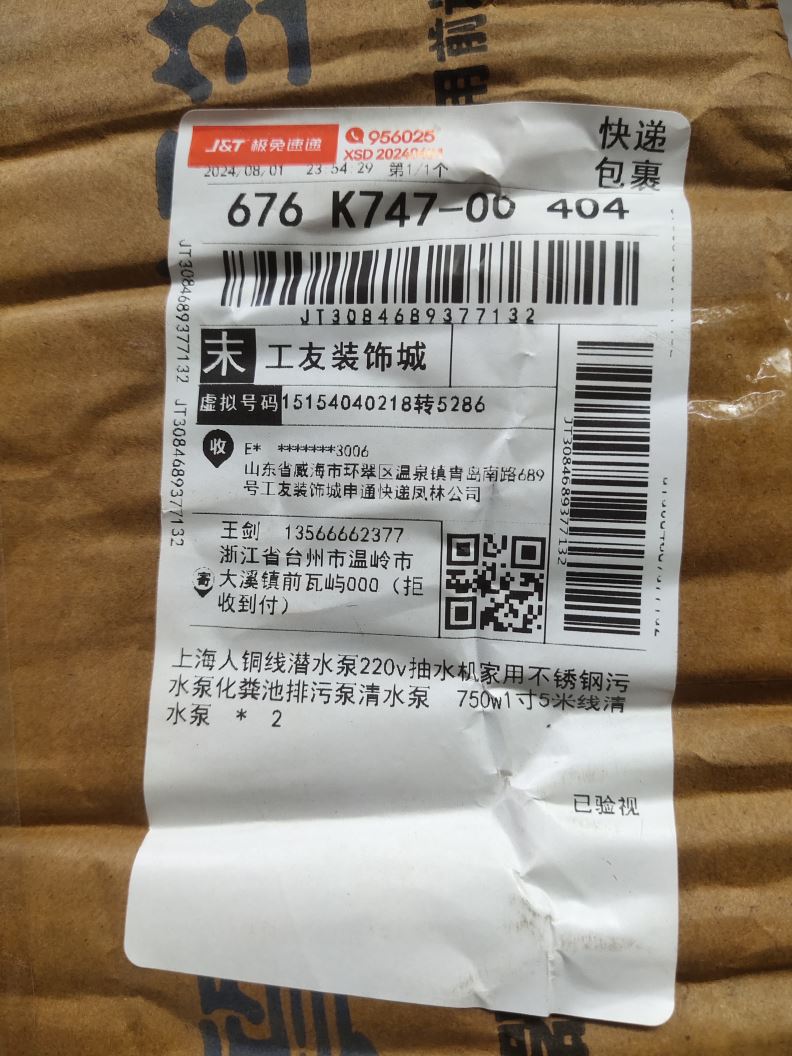 用前
J&T 极兔速递
956025
XSD 2024
快递
包裹
2024/08/01 23:54:29 第1/1个
676 K747-00 404
JT3084689377132
JT3084689377132 JT3084689377132
末 工友装饰城
虚拟号码 15154040218转5286
收
E* *******3006
山东省威海市环翠区温泉镇青岛南路689
号工友装饰城申通快递凤林公司
JT3084689377132
寄
王剑 13566662377
浙江省台州市温岭市
大溪镇前瓦屿000（拒
收到付）
上海人铜线潜水泵220v抽水机家用不锈钢污
水泵化粪池排污泵清水泵 750w1寸5米线清
水泵 * 2
已验视